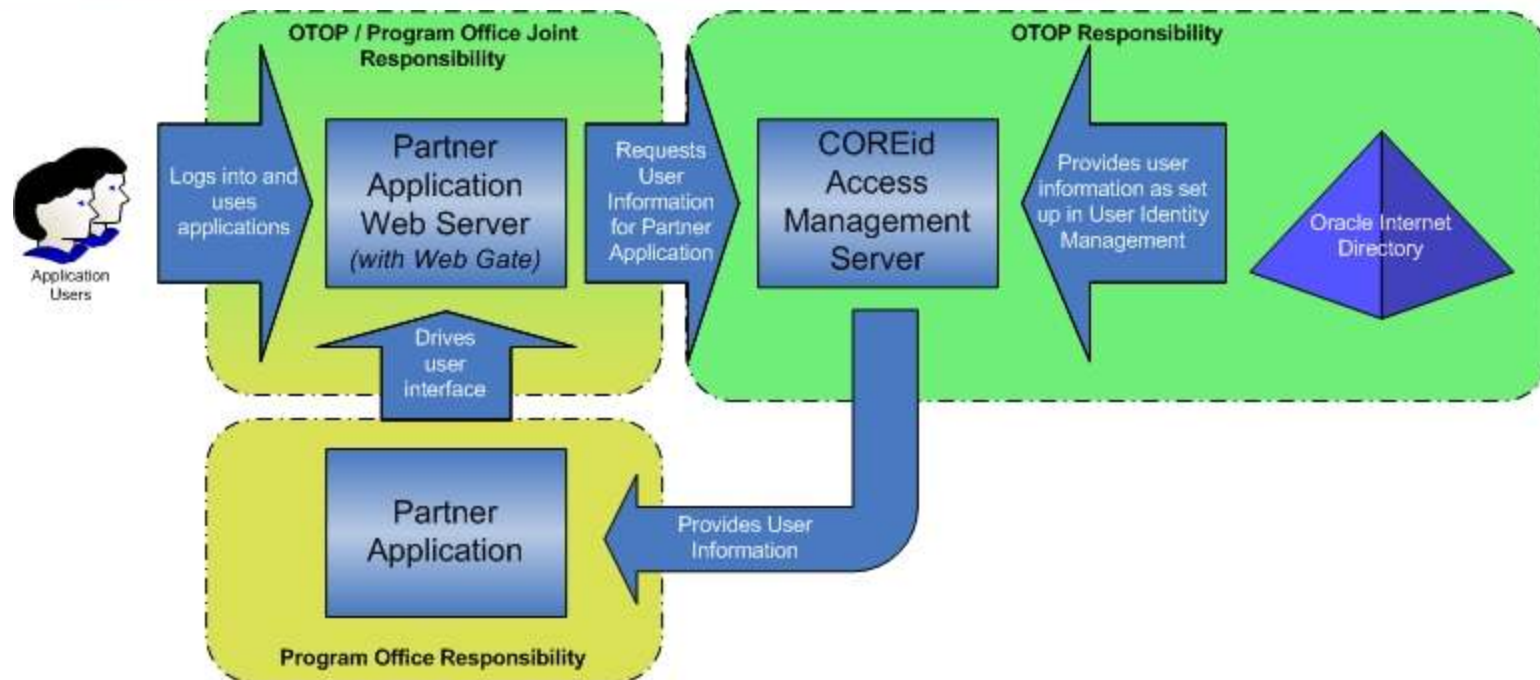 OTOP / Program Office Joint
Responsibility
OTOP Responsibility
Application
Users
Logs into and
uses
applications
Partner
Application
Web Server
(with Web Gate)
Requests
User
Information
for Partner
Application
COREid
Access
Management
Server
Provides user
information as set
up in User Identity
Management
Oracle Internet
Directory
Drives
user
interface
Partner
Application
Provides User
Information
Program Office Responsibility